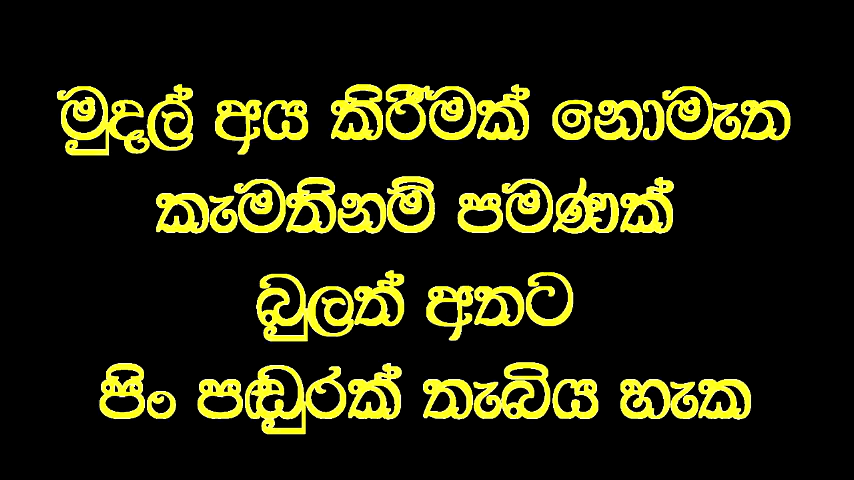 මුදල් අය කිරීමක් නොමැත
කැමතිනම් පමණක්
බුලත් අතට
පිං පඬුරක් තැබිය හැක